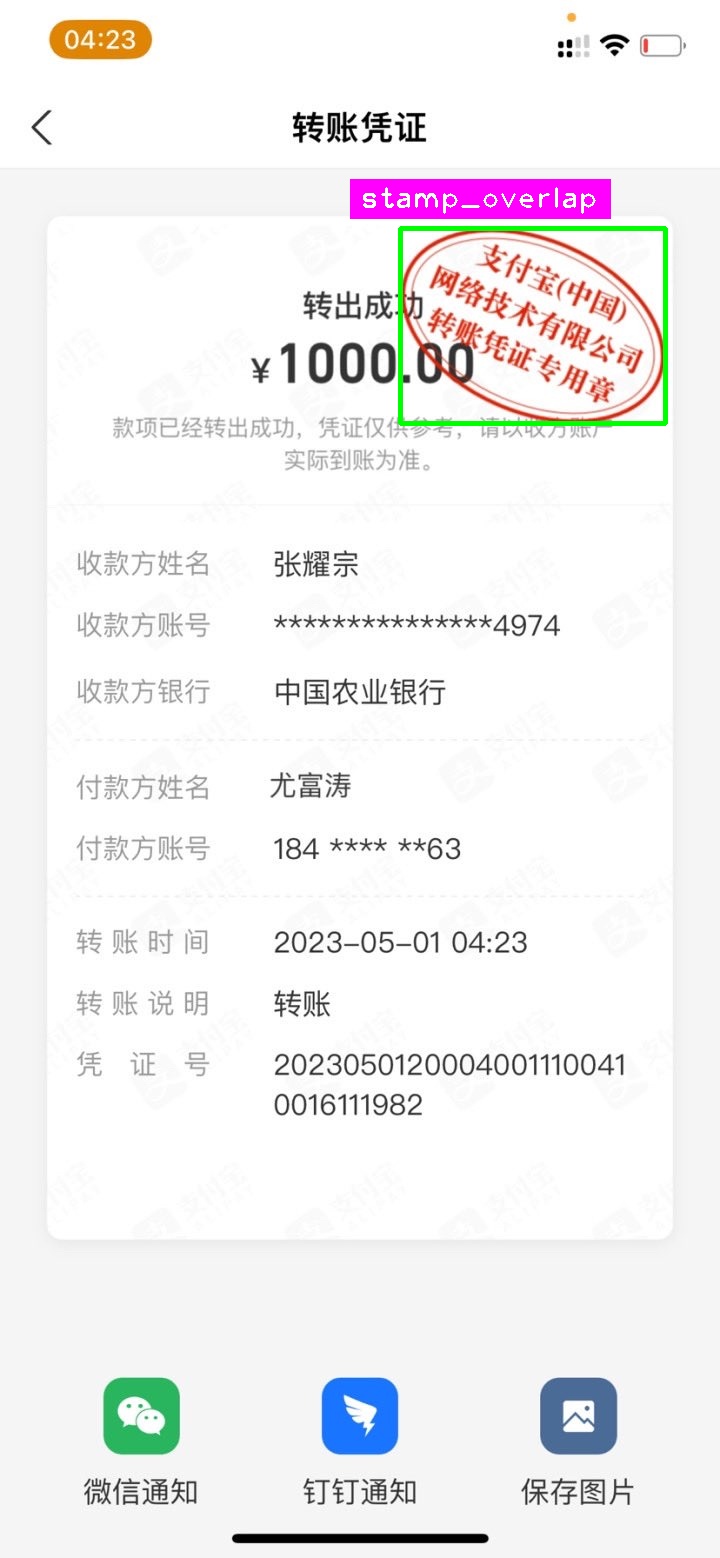 04:23
转账凭证
stamp_overlap
支付宝(中国)
网络技术有限公司
转账凭证专用章
转出成功
¥1000.00
款项已经转出成功，凭证仅供参考，请以收方账户
实际到账为准。
收款方姓名 张耀宗
收款方账号 ***************4974
收款方银行 中国农业银行
付款方姓名 尤富涛
付款方账号 184 **** **63
转账时间 2023-05-01 04:23
转账说明 转账
凭证号 2023050120004001110041
0016111982
微信通知 钉钉通知 保存图片